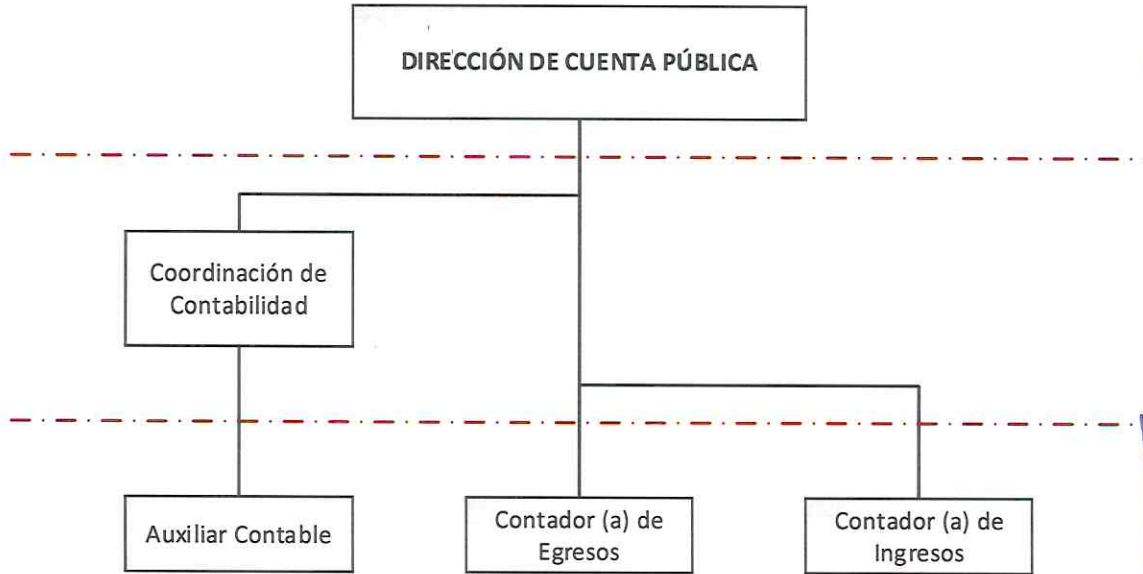 DIRECCIÓN DE CUENTA PÚBLICA
Coordinación de
Contabilidad
Auxiliar Contable
Contador (a) de
Egresos
Contador (a) de
Ingresos